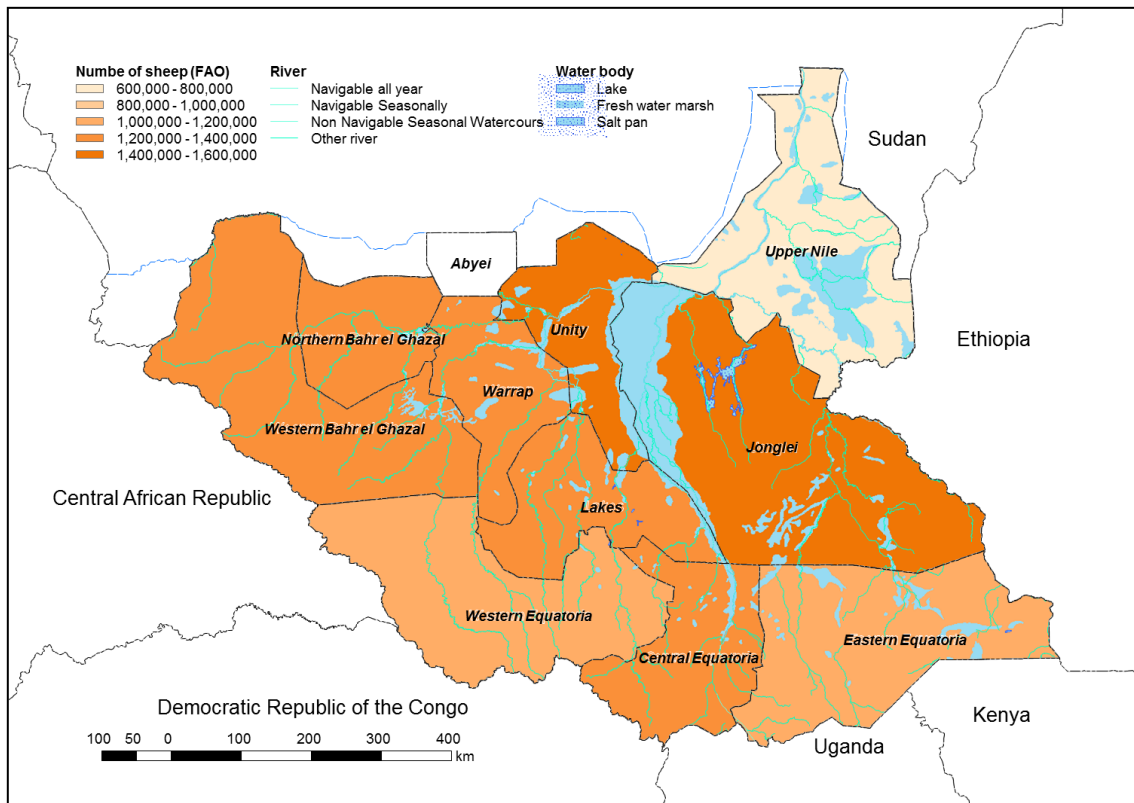 Numbe of sheep (FAO)
600,000 - 800,000
800,000 - 1,000,000
1,000,000 - 1,200,000
1,200,000 - 1,400,000
1,400,000 - 1,600,000
River
Navigable all year
Navigable Seasonally
Non Navigable Seasonal Watercours
Other river
Water body
Lake
Fresh water marsh
Salt pan
Sudan
Upper Nile
Abyei
Unity
Ethiopia
Northern Bahr el Ghazal
Warrap
Western Bahr el Ghazal
Jonglei
Central African Republic
Lakes
Western Equatoria
Eastern Equatoria
Central Equatoria
Democratic Republic of the Congo
Kenya
Uganda
100 50 0 100 200 300 400
km